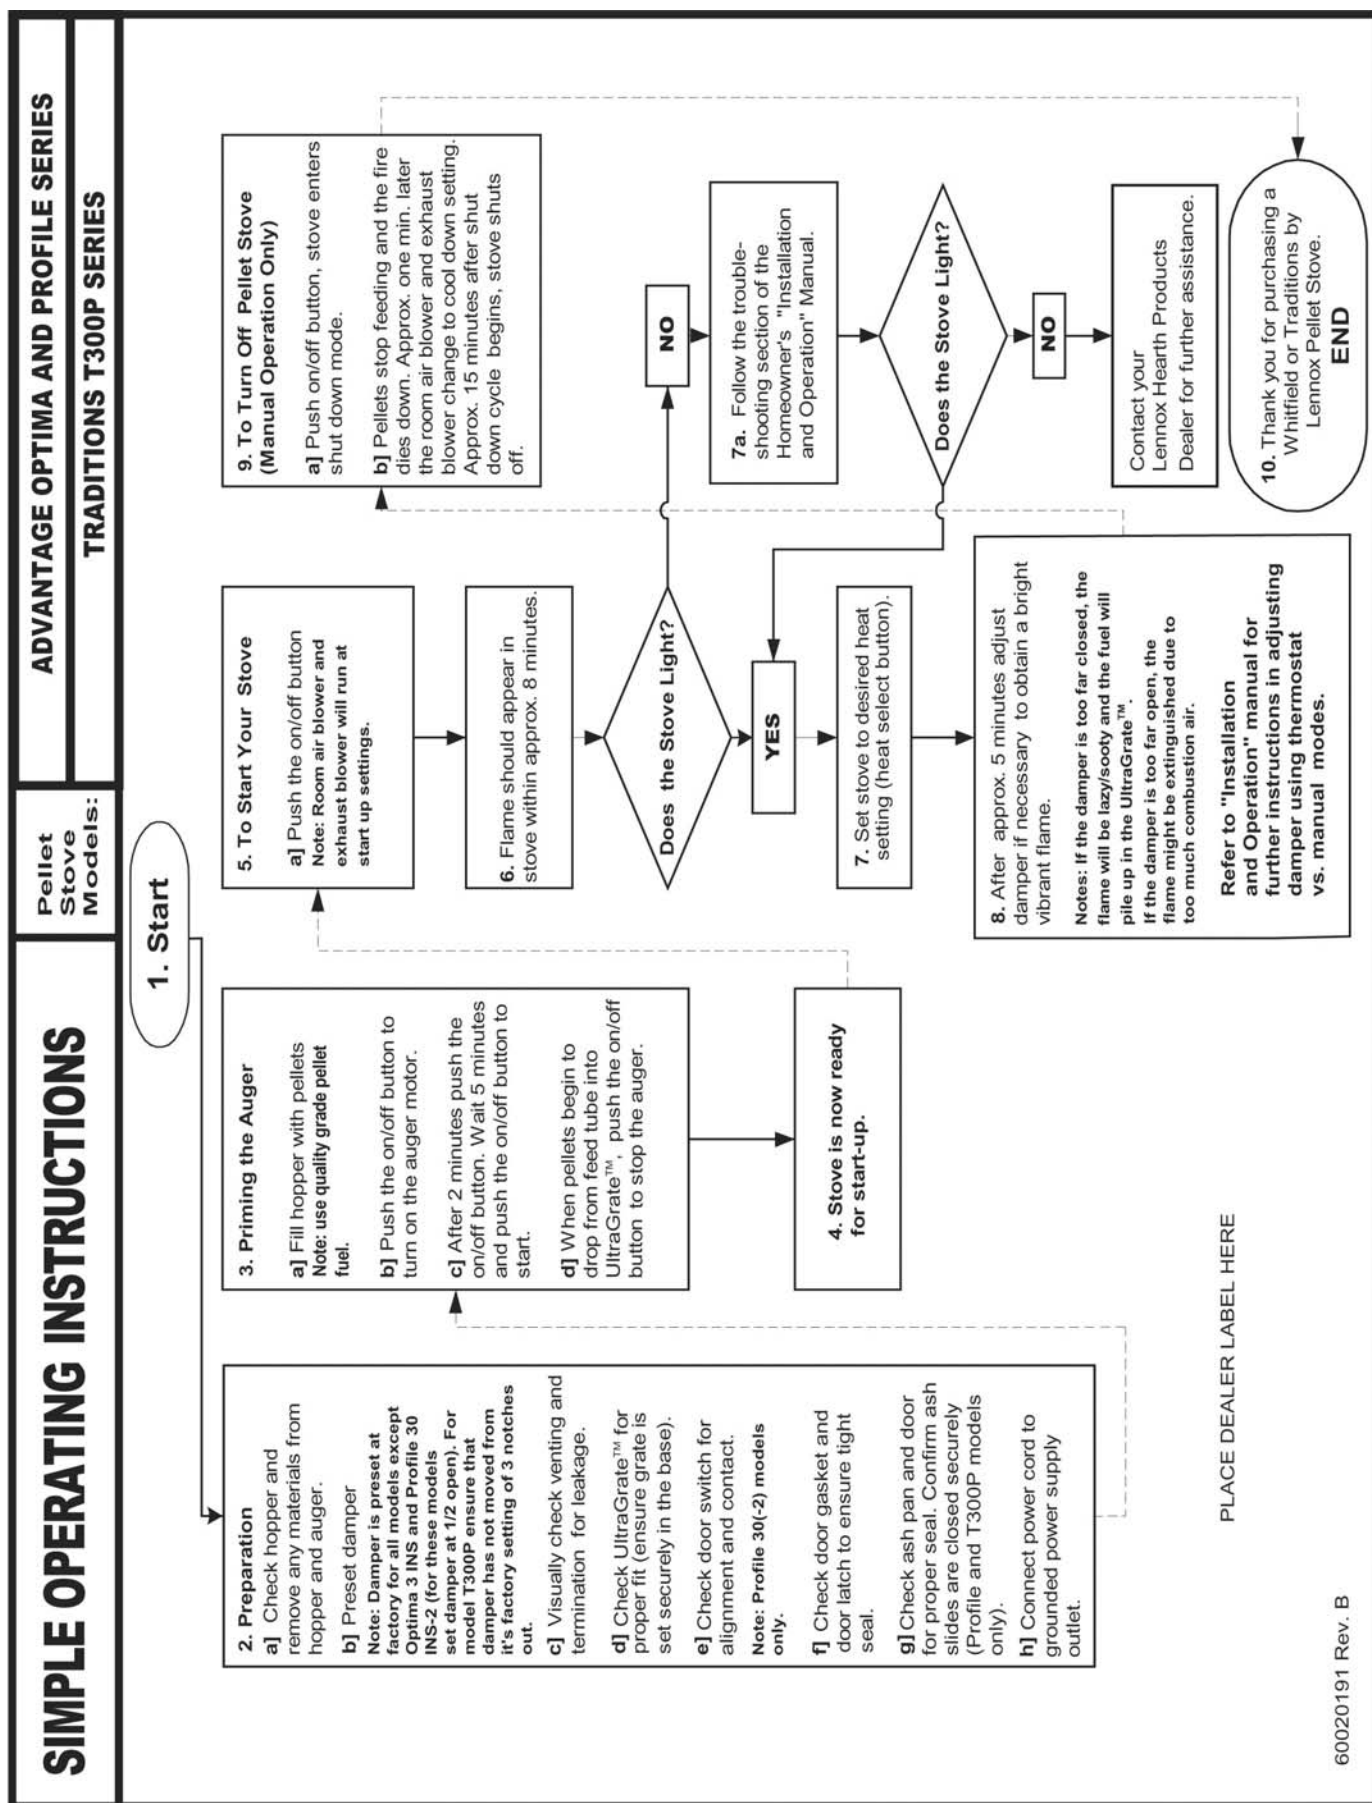 SIMPLE OPERATING INSTRUCTIONS
Pellet
Stove
Models:
ADVANTAGE OPTIMA AND PROFILE SERIES
TRADITIONS T300P SERIES
1. Start
2. Preparation
a] Check hopper and
remove any materials from
hopper and auger.
b] Preset damper
Note: Damper is preset at
factory for all models except
Optima 3 INS and Profile 30
INS-2 (for these models
set damper at 1/2 open). For
model T300P ensure that
damper has not moved from
it's factory setting of 3 notches
out.
c] Visually check venting and
termination for leakage.
d] Check UltraGrate™ for
proper fit (ensure grate is
set securely in the base).
e] Check door switch for
alignment and contact.
Note: Profile 30(-2) models
only.
f] Check door gasket and
door latch to ensure tight
seal.
g] Check ash pan and door
for proper seal. Confirm ash
slides are closed securely
(Profile and T300P models
only).
h] Connect power cord to
grounded power supply
outlet.
3. Priming the Auger
a] Fill hopper with pellets
Note: use quality grade pellet
fuel.
b] Push the on/off button to
turn on the auger motor.
c] After 2 minutes push the
on/off button. Wait 5 minutes
and push the on/off button to
start.
d] When pellets begin to
drop from feed tube into
UltraGrate™, push the on/off
button to stop the auger.
4. Stove is now ready
for start-up.
5. To Start Your Stove
a] Push the on/off button
Note: Room air blower and
exhaust blower will run at
start up settings.
6. Flame should appear in
stove within approx. 8 minutes.
Does the Stove Light?
YES
7. Set stove to desired heat
setting (heat select button).
8. After approx. 5 minutes adjust
damper if necessary to obtain a bright
vibrant flame.
Notes: If the damper is too far closed, the
flame will be lazy/sooty and the fuel will
pile up in the UltraGrate™.
If the damper is too far open, the
flame might be extinguished due to
too much combustion air.
Refer to "Installation
and Operation" manual for
further instructions in adjusting
damper using thermostat
vs. manual modes.
9. To Turn Off Pellet Stove
(Manual Operation Only)
a] Push on/off button, stove enters
shut down mode.
b] Pellets stop feeding and the fire
dies down. Approx. one min. later
the room air blower and exhaust
blower change to cool down setting.
Approx. 15 minutes after shut
down cycle begins, stove shuts
off.
NO
7a. Follow the trouble-
shooting section of the
Homeowner's "Installation
and Operation" Manual.
Does the Stove Light?
NO
Contact your
Lennox Hearth Products
Dealer for further assistance.
10. Thank you for purchasing a
Whitfield or Traditions by
Lennox Pellet Stove.
END
PLACE DEALER LABEL HERE
60020191 Rev. B